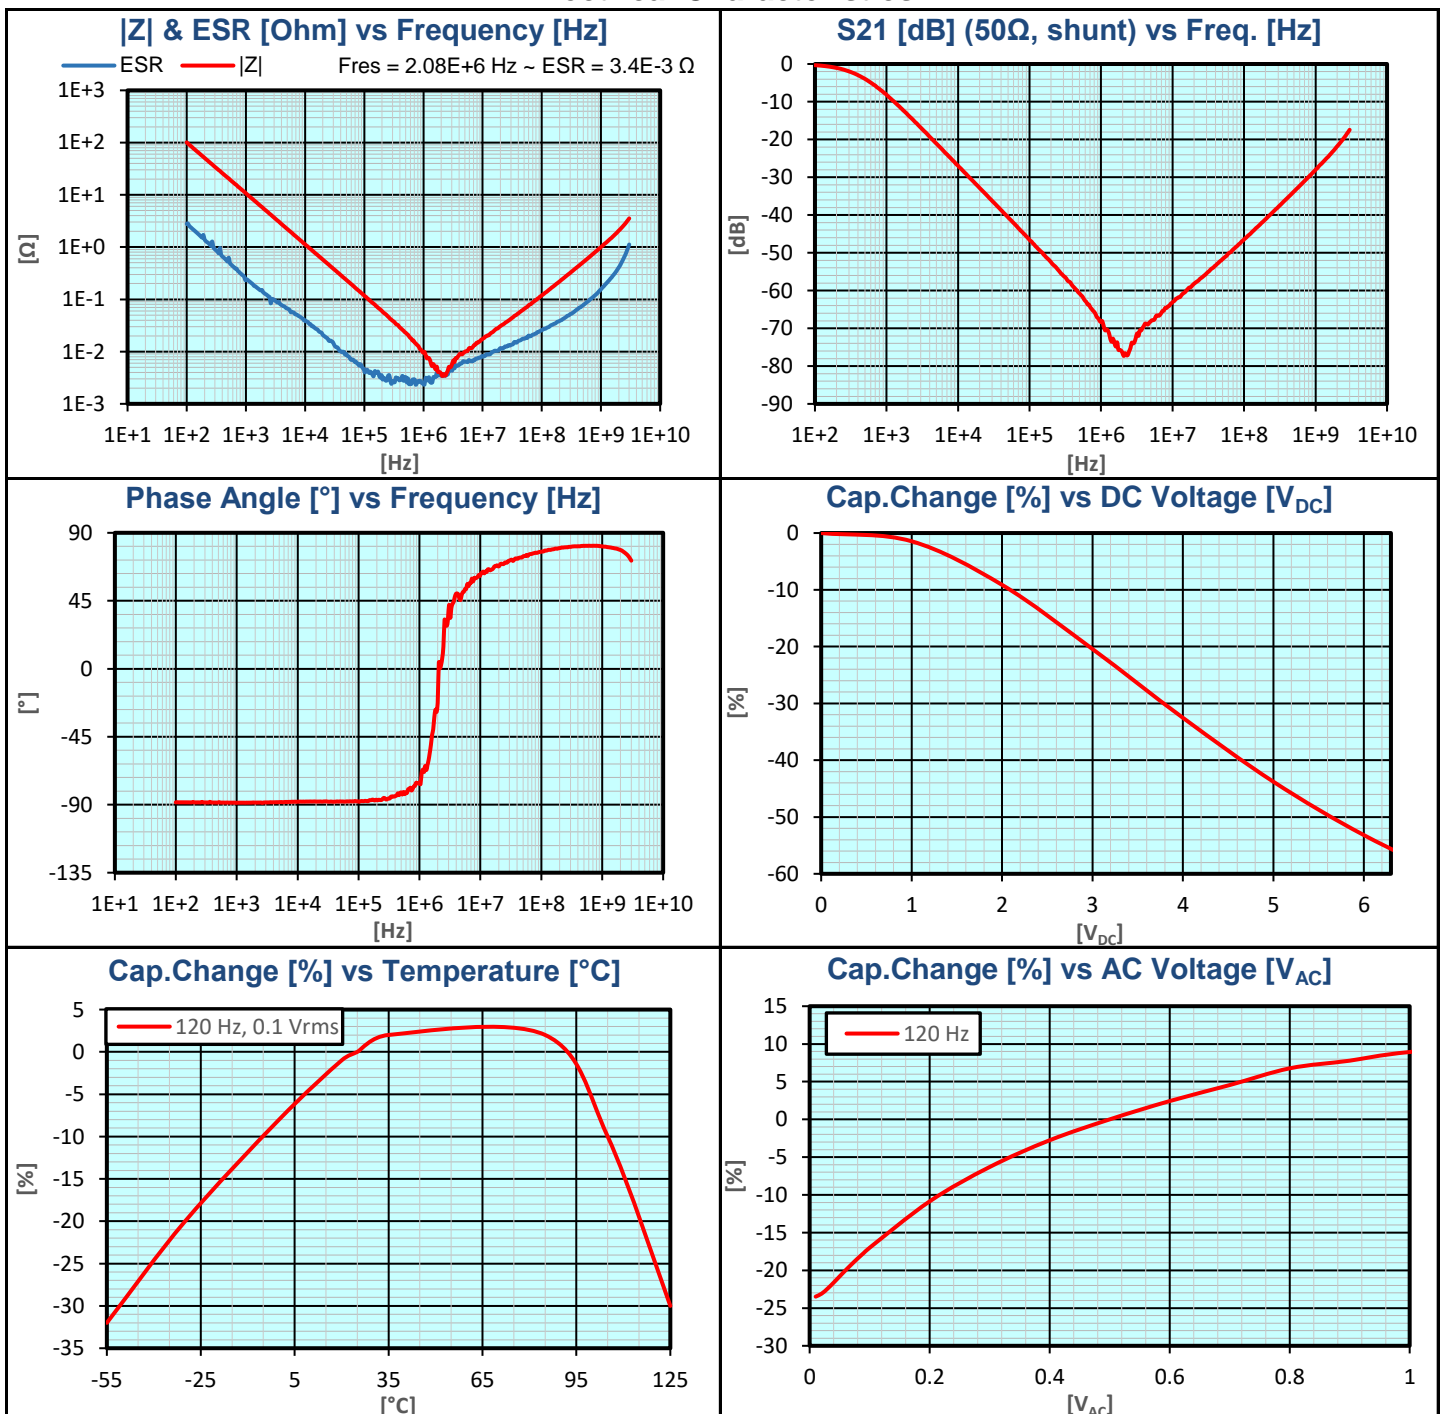 |Z| & ESR [Ohm] vs Frequency [Hz]
ESR |Z| Fres = 2.08E+6 Hz ~ ESR = 3.4E-3 Ω
1E+3
1E+2
1E+1
1E+0
1E-1
1E-2
1E-3
[Ω]
1E+1 1E+2 1E+3 1E+4 1E+5 1E+6 1E+7 1E+8 1E+9 1E+10
[Hz]
S21 [dB] (50Ω, shunt) vs Freq. [Hz]
0
-10
-20
-30
-40
-50
-60
-70
-80
-90
[dB]
1E+2 1E+3 1E+4 1E+5 1E+6 1E+7 1E+8 1E+9 1E+10
[Hz]
Phase Angle [°] vs Frequency [Hz]
90
45
0
-45
-90
-135
[°]
1E+1 1E+2 1E+3 1E+4 1E+5 1E+6 1E+7 1E+8 1E+9 1E+10
[Hz]
Cap.Change [%] vs DC Voltage [VDC]
0
-10
-20
-30
-40
-50
-60
[%]
0 1 2 3 4 5 6
[VDC]
Cap.Change [%] vs Temperature [°C]
120 Hz, 0.1 Vrms
5
0
-5
-10
-15
-20
-25
-30
-35
[%]
-55 -25 5 35 65 95 125
[°C]
Cap.Change [%] vs AC Voltage [VAC]
120 Hz
15
10
5
0
-5
-10
-15
-20
-25
-30
[%]
0 0.2 0.4 0.6 0.8 1
[VAC]